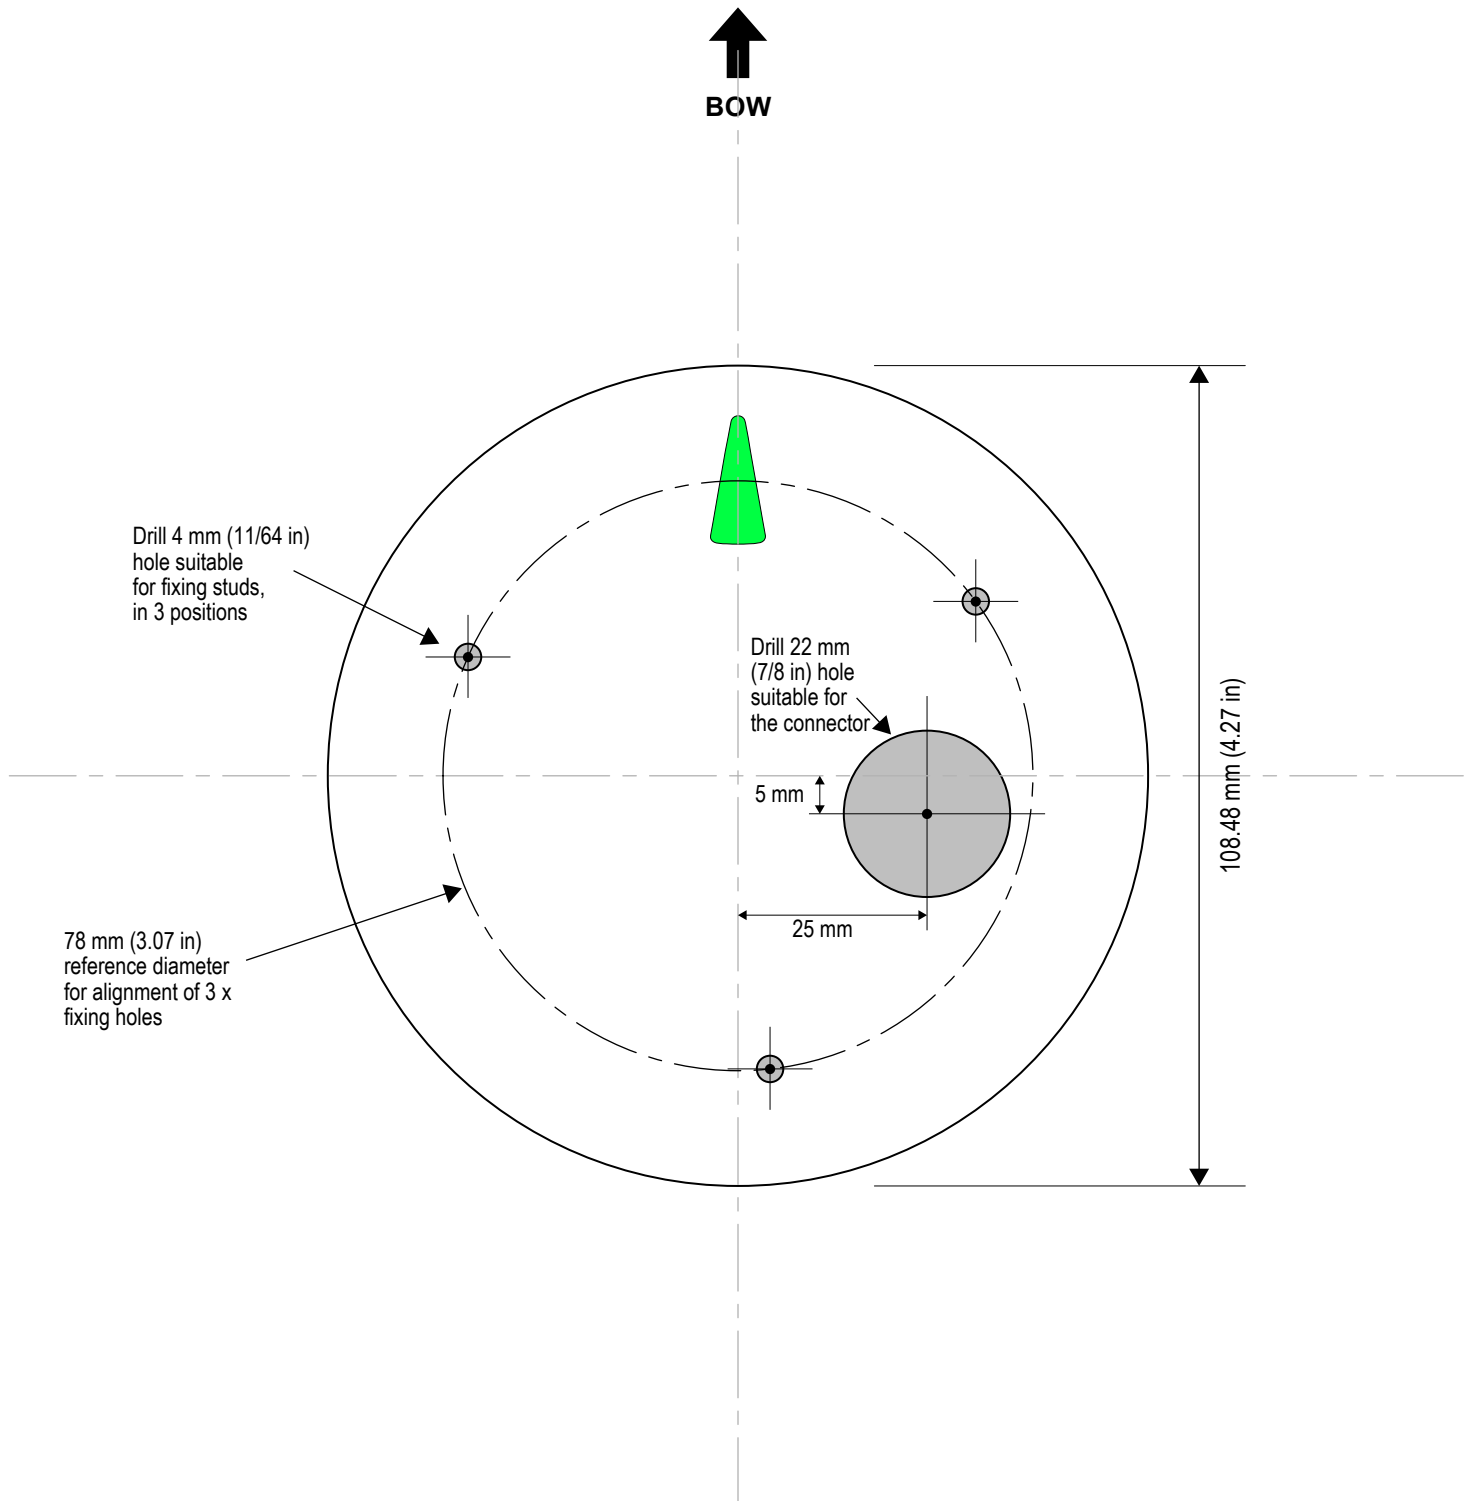 BOW
Drill 4 mm (11/64 in)
hole suitable
for fixing studs,
in 3 positions
Drill 22 mm
(7/8 in) hole
suitable for
the connector
108.48 mm (4.27 in)
5 mm
25 mm
78 mm (3.07 in)
reference diameter
for alignment of 3 x
fixing holes